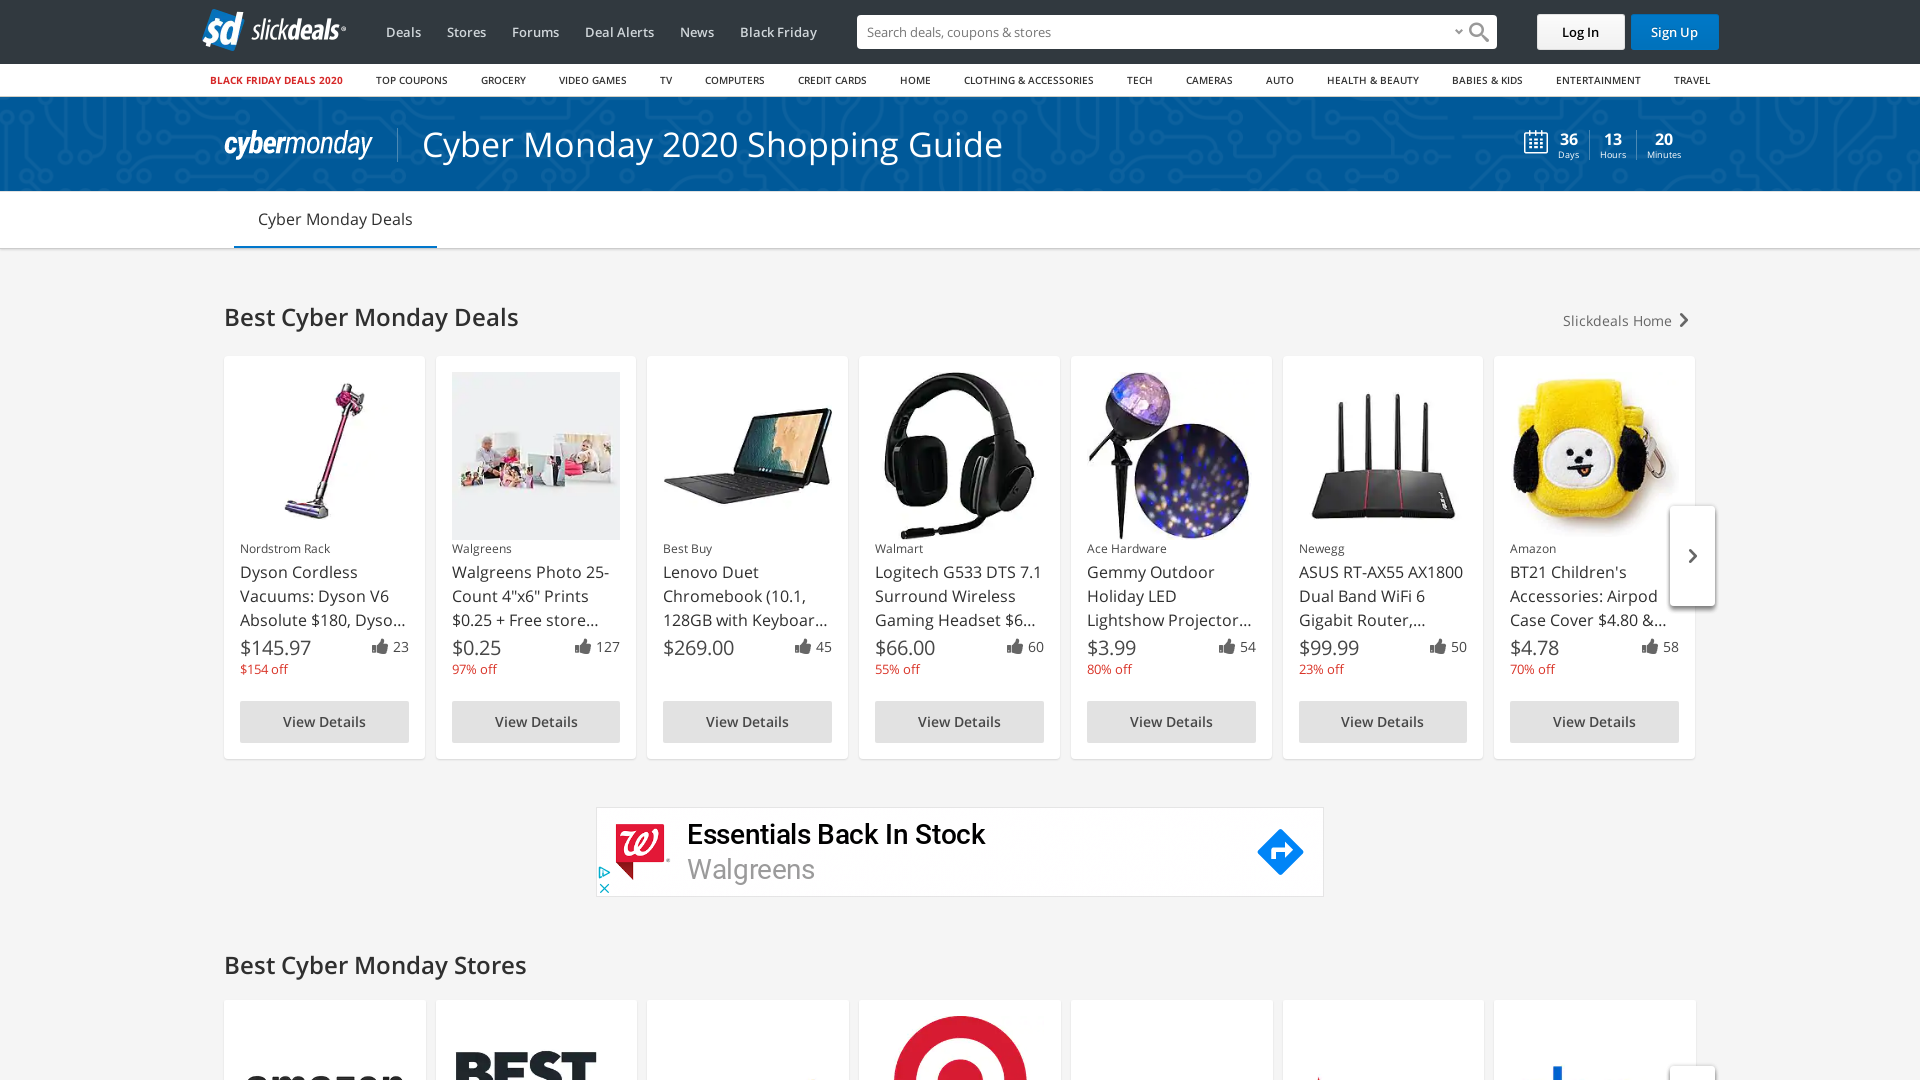 sd slickdeals
Deals
Stores
Forums
Deal Alerts
News
Black Friday
Search deals, coupons & stores
Log In
Sign Up
BLACK FRIDAY DEALS 2020
TOP COUPONS
GROCERY
VIDEO GAMES
TV
COMPUTERS
CREDIT CARDS
HOME
CLOTHING & ACCESSORIES
TECH
CAMERAS
AUTO
HEALTH & BEAUTY
BABIES & KIDS
ENTERTAINMENT
TRAVEL
cybermonday
Cyber Monday 2020 Shopping Guide
36
Days
13
Hours
20
Minutes
Cyber Monday Deals
Best Cyber Monday Deals
Slickdeals Home
Nordstrom Rack
Dyson Cordless
Vacuums: Dyson V6
Absolute $180, Dyso...
$145.97
23
$154 off
View Details
Walgreens
Walgreens Photo 25-
Count 4"x6" Prints
$0.25 + Free store...
$0.25
127
97% off
View Details
Best Buy
Lenovo Duet
Chromebook (10.1,
128GB with Keyboar...
$269.00
45
View Details
Walmart
Logitech G533 DTS 7.1
Surround Wireless
Gaming Headset $6...
$66.00
60
55% off
View Details
Ace Hardware
Gemmy Outdoor
Holiday LED
Lightshow Projector...
$3.99
54
80% off
View Details
Newegg
ASUS RT-AX55 AX1800
Dual Band WiFi 6
Gigabit Router,...
$99.99
50
23% off
View Details
Amazon
BT21 Children's
Accessories: Airpod
Case Cover $4.80 &...
$4.78
58
70% off
View Details
Essentials Back In Stock
Walgreens
Best Cyber Monday Stores
amazon
BEST